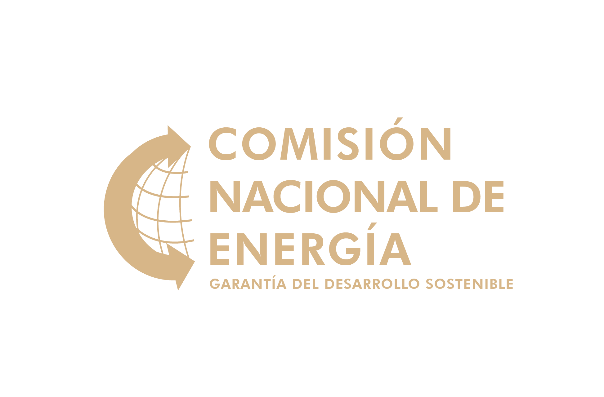 COMISIÓN
NACIONAL DE
ENERGÍA
GARANTÍA DEL DESARROLLO SOSTENIBLE